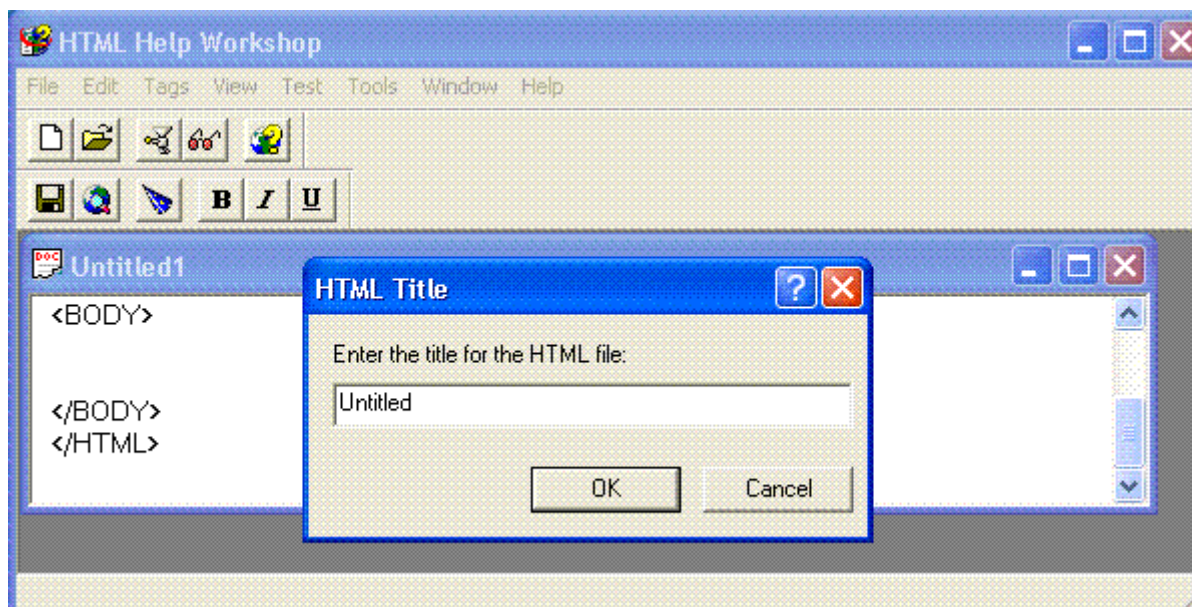 HTML Help Workshop
File Edit Tags View Test Tools Window Help
B I U
DOC Untitled1
<BODY>
</BODY>
</HTML>
HTML Title
Enter the title for the HTML file:
Untitled
OK Cancel